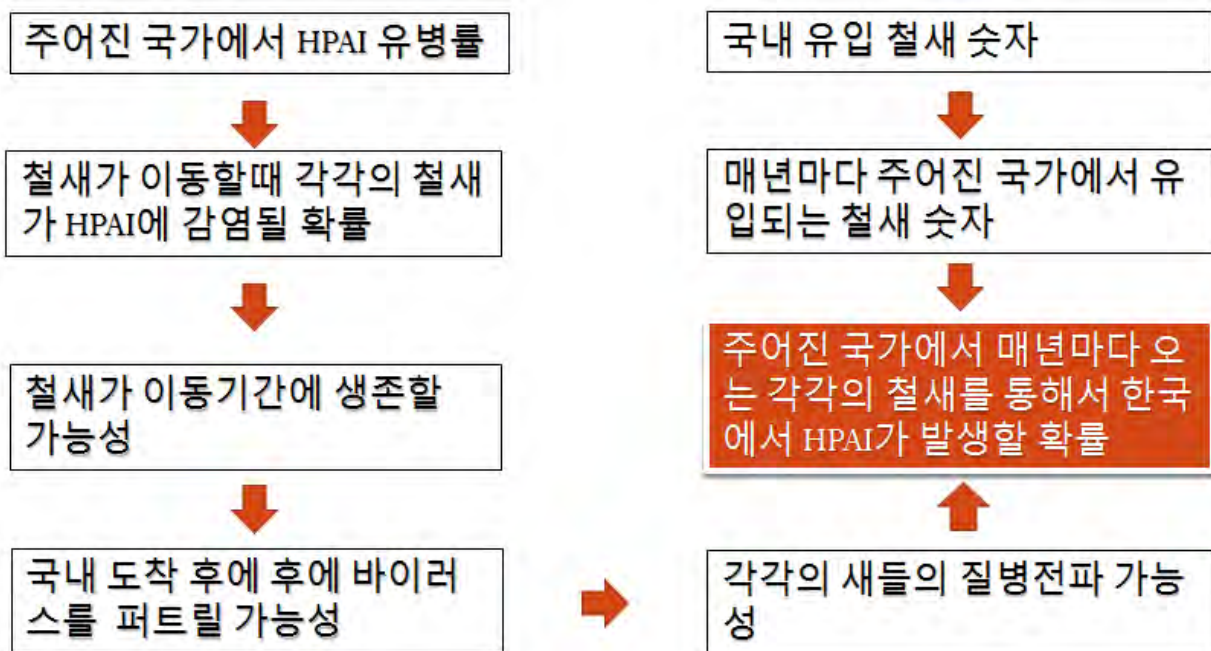 주어진 국가에서 HPAI 유병률
철새가 이동할때 각각의 철새
가 HPAI에 감염될 확률
철새가 이동기간에 생존할
가능성
국내 도착 후에 후에 바이러
스를 퍼트릴 가능성
국내 유입 철새 숫자
매년마다 주어진 국가에서 유
입되는 철새 숫자
주어진 국가에서 매년마다 오
는 각각의 철새를 통해서 한국
에서 HPAI가 발생할 확률
각각의 새들의 질병전파 가능
성